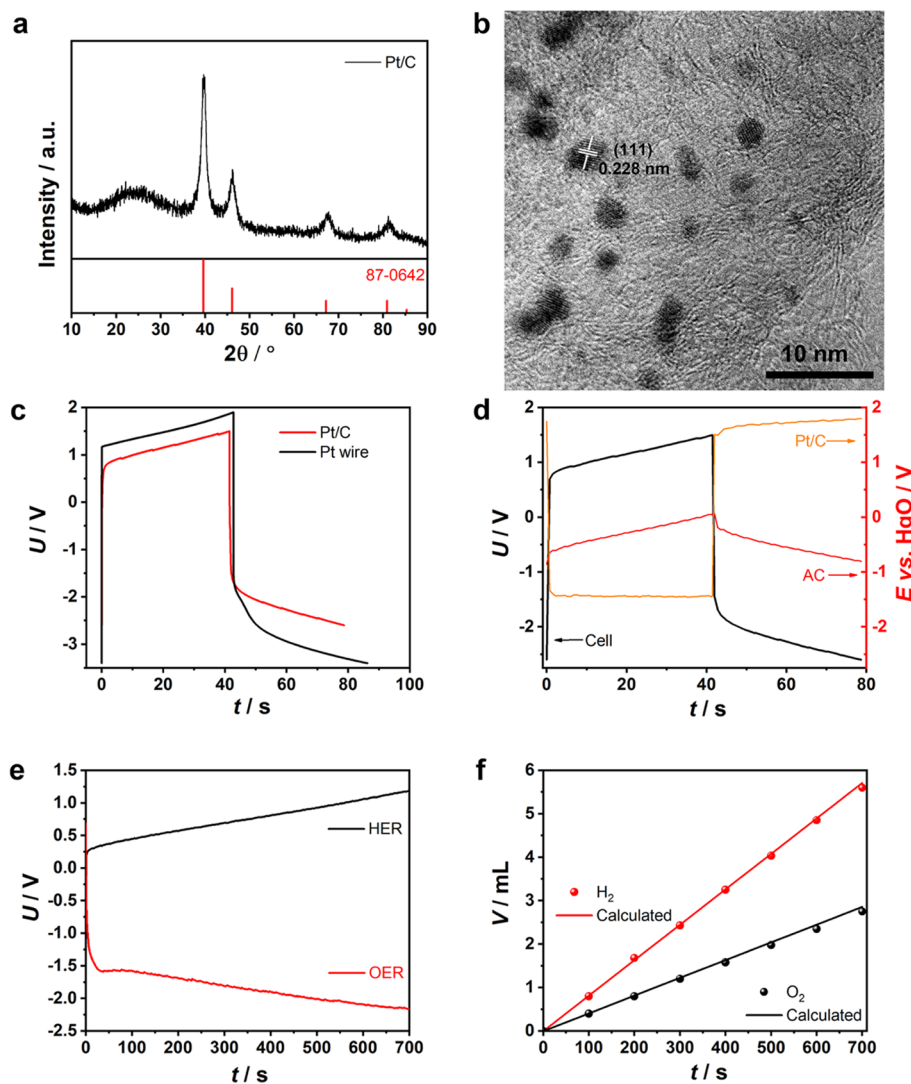 a
Intensity / a.u.
Pt/C
87-0642
10 20 30 40 50 60 70 80 90
2θ / °
b
(111)
0.228 nm
10 nm
c
U / V
2
1
0
-1
-2
-3
Pt/C
Pt wire
0 20 40 60 80 100
t / s
d
U / V
2
1
0
-1
-2
Pt/C
AC
Cell
2
1
0
-1
-2
E vs. HgO / V
0 20 40 60 80
t / s
e
U / V
1.5
1.0
0.5
0.0
-0.5
-1.0
-1.5
-2.0
-2.5
HER
OER
0 100 200 300 400 500 600 700
t / s
f
V / mL
6
5
4
3
2
1
0
H₂
Calculated
O₂
Calculated
0 100 200 300 400 500 600 700
t / s